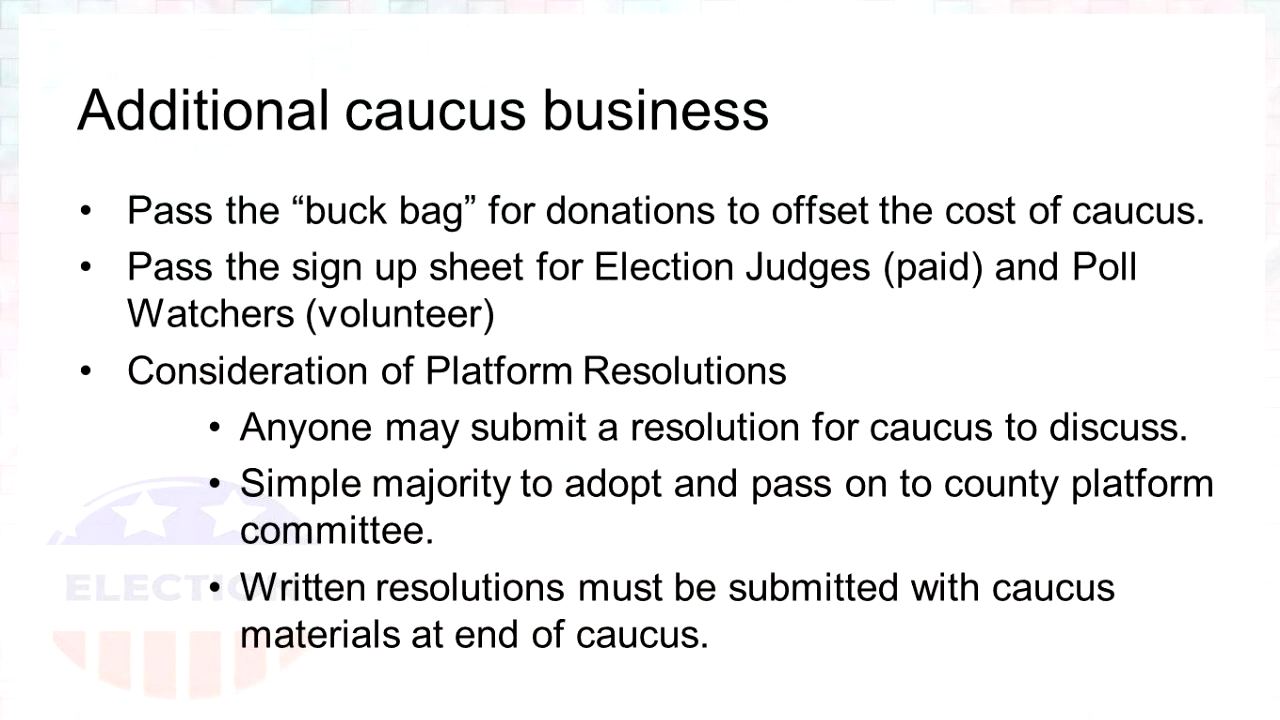 Additional caucus business
• Pass the “buck bag” for donations to offset the cost of caucus.
• Pass the sign up sheet for Election Judges (paid) and Poll
Watchers (volunteer)
• Consideration of Platform Resolutions
• Anyone may submit a resolution for caucus to discuss.
• Simple majority to adopt and pass on to county platform
committee.
• Written resolutions must be submitted with caucus
materials at end of caucus.
ELECTION